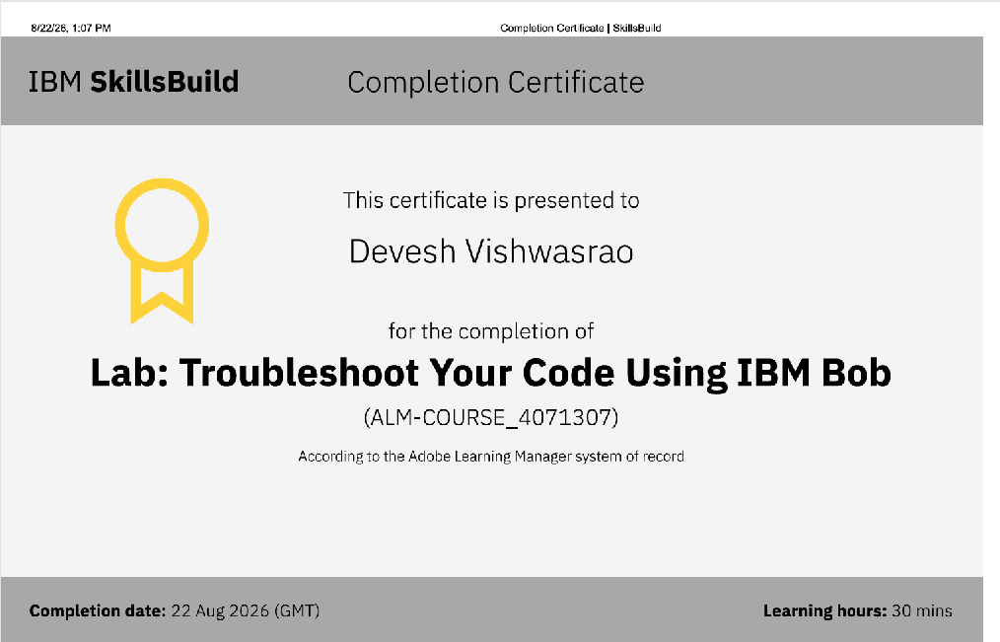 8/22/26, 1:07 PM
Completion Certificate | SkillsBuild
IBM SkillsBuild
Completion Certificate
This certificate is presented to
Devesh Vishwasrao
for the completion of
Lab: Troubleshoot Your Code Using IBM Bob
(ALM-COURSE_4071307)
According to the Adobe Learning Manager system of record
Completion date: 22 Aug 2026 (GMT)
Learning hours: 30 mins